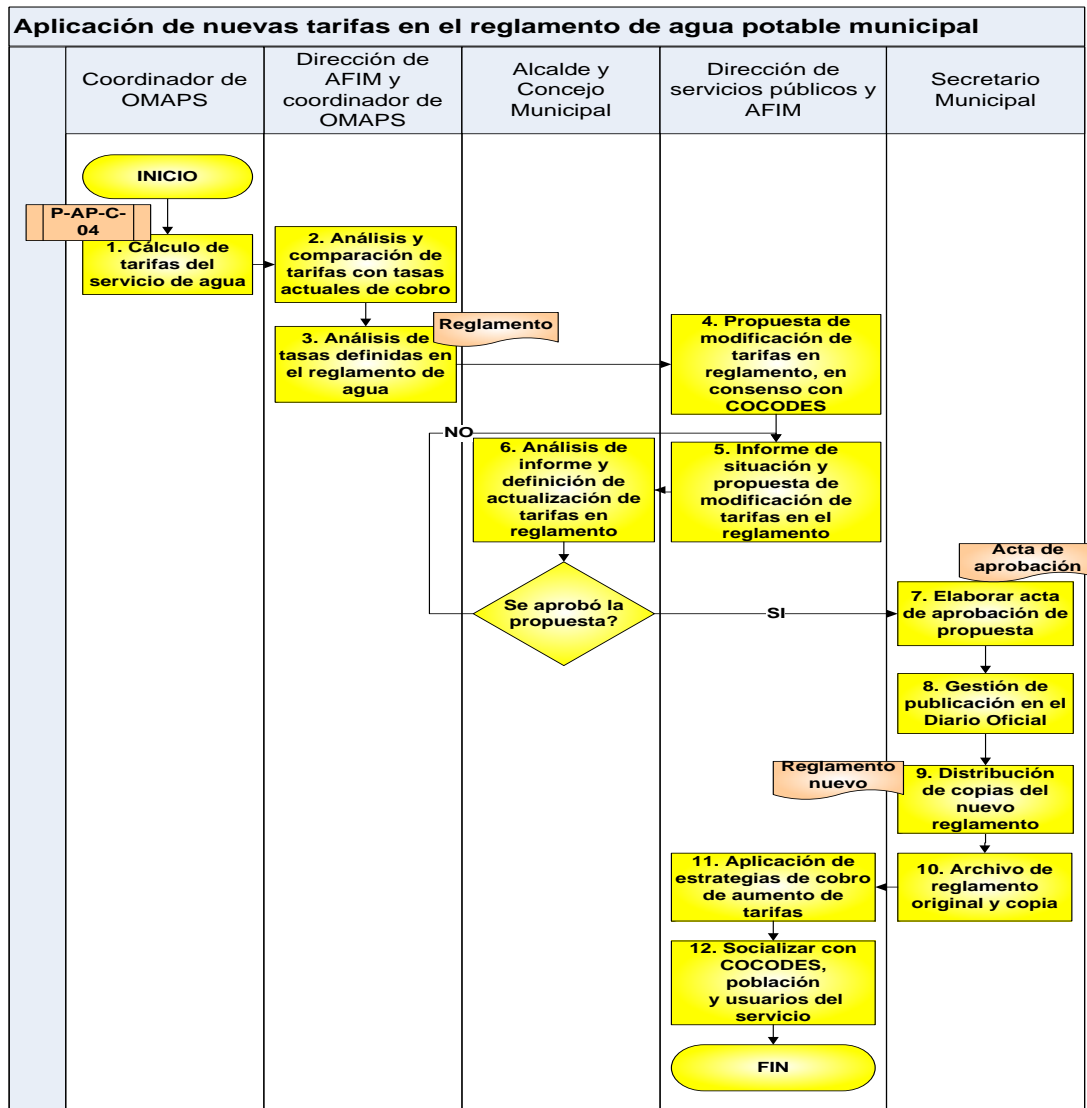 Aplicación de nuevas tarifas en el reglamento de agua potable municipal
Coordinador de
OMAPS
Dirección de
AFIM y
coordinador de
OMAPS
Alcalde y
Concejo
Municipal
Dirección de
servicios públicos y
AFIM
Secretario
Municipal
INICIO
P-AP-C-
04
1. Cálculo de
tarifas del
servicio de agua
2. Análisis y
comparación de
tarifas con tasas
actuales de cobro
3. Análisis de
tasas definidas en
el reglamento de
agua
Reglamento
4. Propuesta de
modificación de
tarifas en
reglamento, en
consenso con
COCODES
NO
5. Informe de
situación y
propuesta de
modificación de
tarifas en el
reglamento
6. Análisis de
informe y
definición de
actualización de
tarifas en
reglamento
Se aprobó la
propuesta?
SI
Acta de
aprobación
7. Elaborar acta
de aprobación de
propuesta
8. Gestión de
publicación en el
Diario Oficial
Reglamento
nuevo
9. Distribución
de copias del
nuevo
reglamento
10. Archivo de
reglamento
original y copia
11. Aplicación de
estrategias de cobro
de aumento de
tarifas
12. Socializar con
COCODES,
población
y usuarios del
servicio
FIN